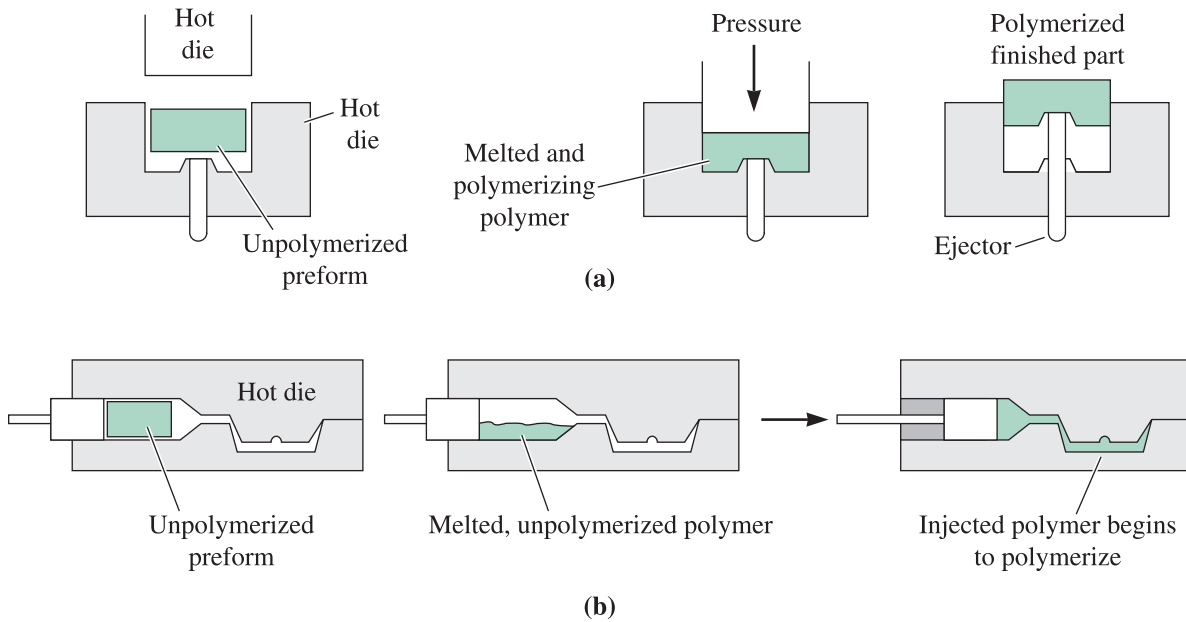 Hot
die
Hot
die
Unpolymerized
preform
Pressure
Melted and
polymerizing
polymer
Polymerized
finished part
Ejector
(a)
Hot die
Unpolymerized
preform
Melted, unpolymerized polymer
Injected polymer begins
to polymerize
(b)